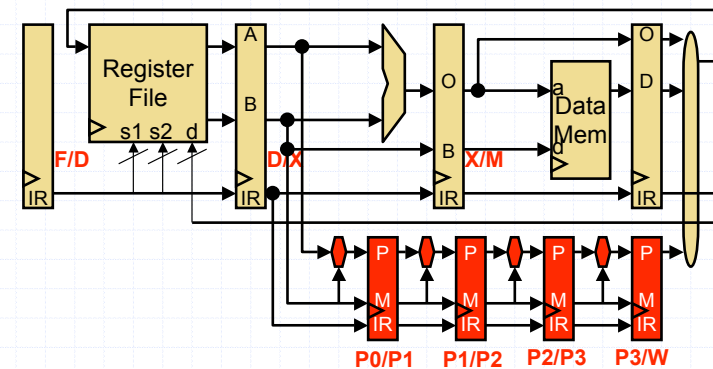 Register
File
s1 s2 d
F/D
IR
A
B
IR
D/X
O
B
IR
X/M
a
Data
Mem
d
O
D
IR
P
M
IR
P0/P1
P
M
IR
P1/P2
P
M
IR
P2/P3
P
M
IR
P3/W